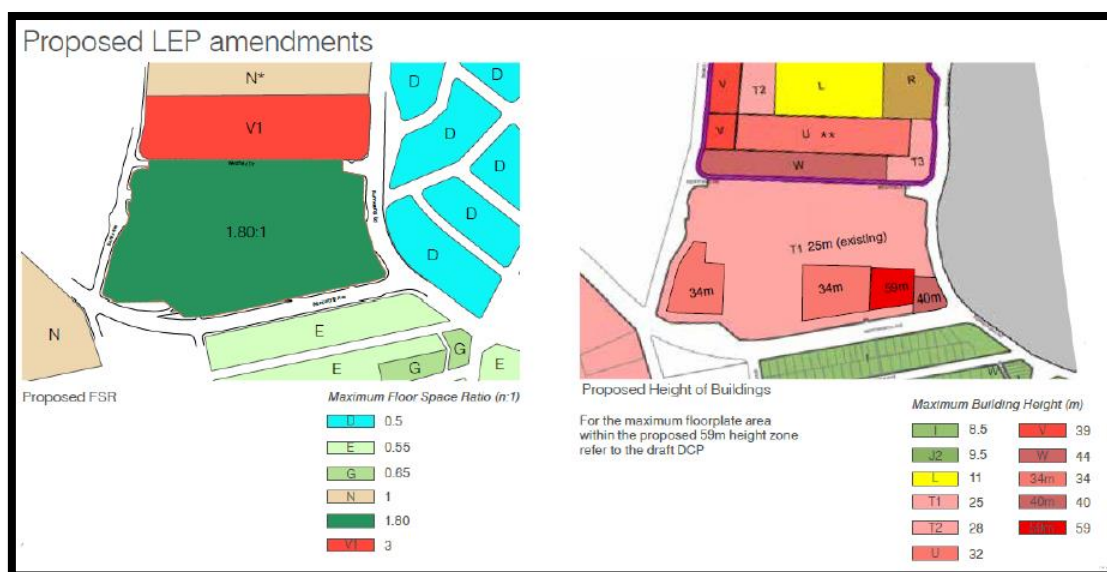 Proposed LEP amendments
N*
V1
D
D
D
D
D
D
D
1.80:1
N
E
E
G
G
E
Proposed FSR
Maximum Floor Space Ratio (n:1)
D 0.5
E 0.55
G 0.65
N 1
1.80
V1 3
V
T2
L
R
V
U **
T3
W
T1 25m (existing)
34m
34m
59m
40m
I
W
Proposed Height of Buildings
For the maximum floorplate area
within the proposed 59m height zone
refer to the draft DCP
Maximum Building Height (m)
I 8.5
J2 9.5
L 11
T1 25
T2 28
U 32
V 39
W 44
34m 34
40m 40
59m 59